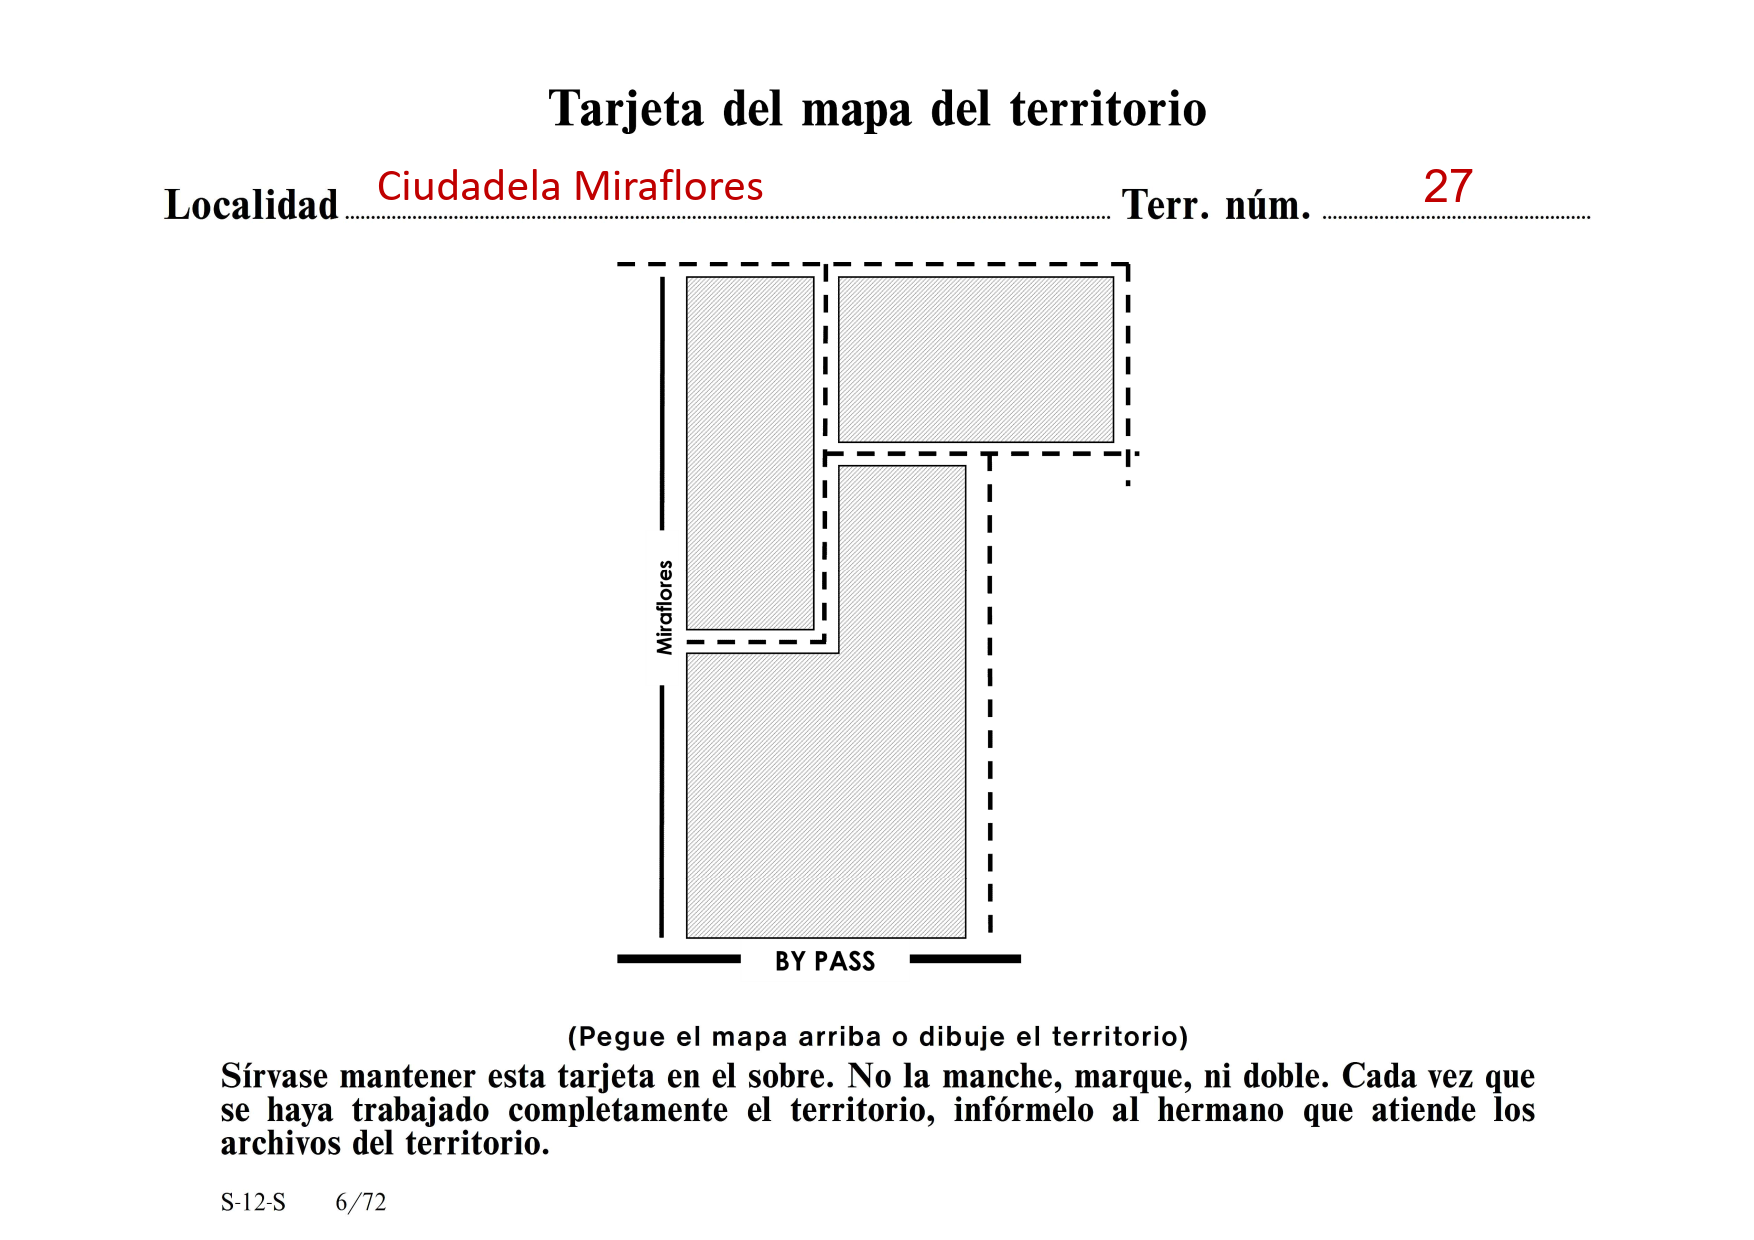 Tarjeta del mapa del territorio
Localidad Ciudadela Miraflores Terr. núm. 27
Miraflores
BY PASS
(Pegue el mapa arriba o dibuje el territorio)
Sírvase mantener esta tarjeta en el sobre. No la manche, marque, ni doble. Cada vez que
se haya trabajado completamente el territorio, infórmelo al hermano que atiende los
archivos del territorio.
S-12-S 6/72